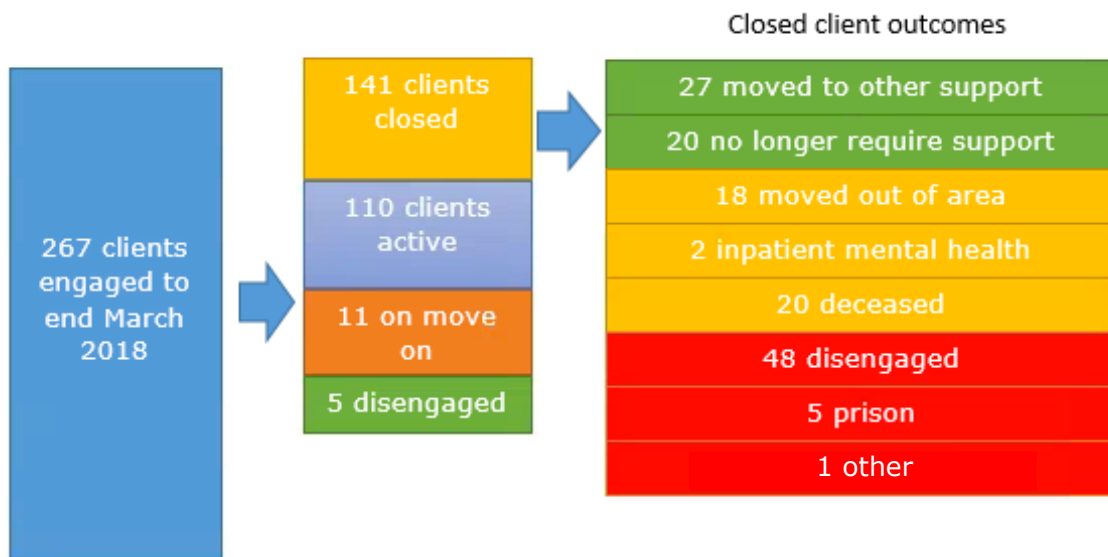 Closed client outcomes
267 clients
engaged to
end March
2018
141 clients
closed
110 clients
active
11 on move
on
5 disengaged
27 moved to other support
20 no longer require support
18 moved out of area
2 inpatient mental health
20 deceased
48 disengaged
5 prison
1 other